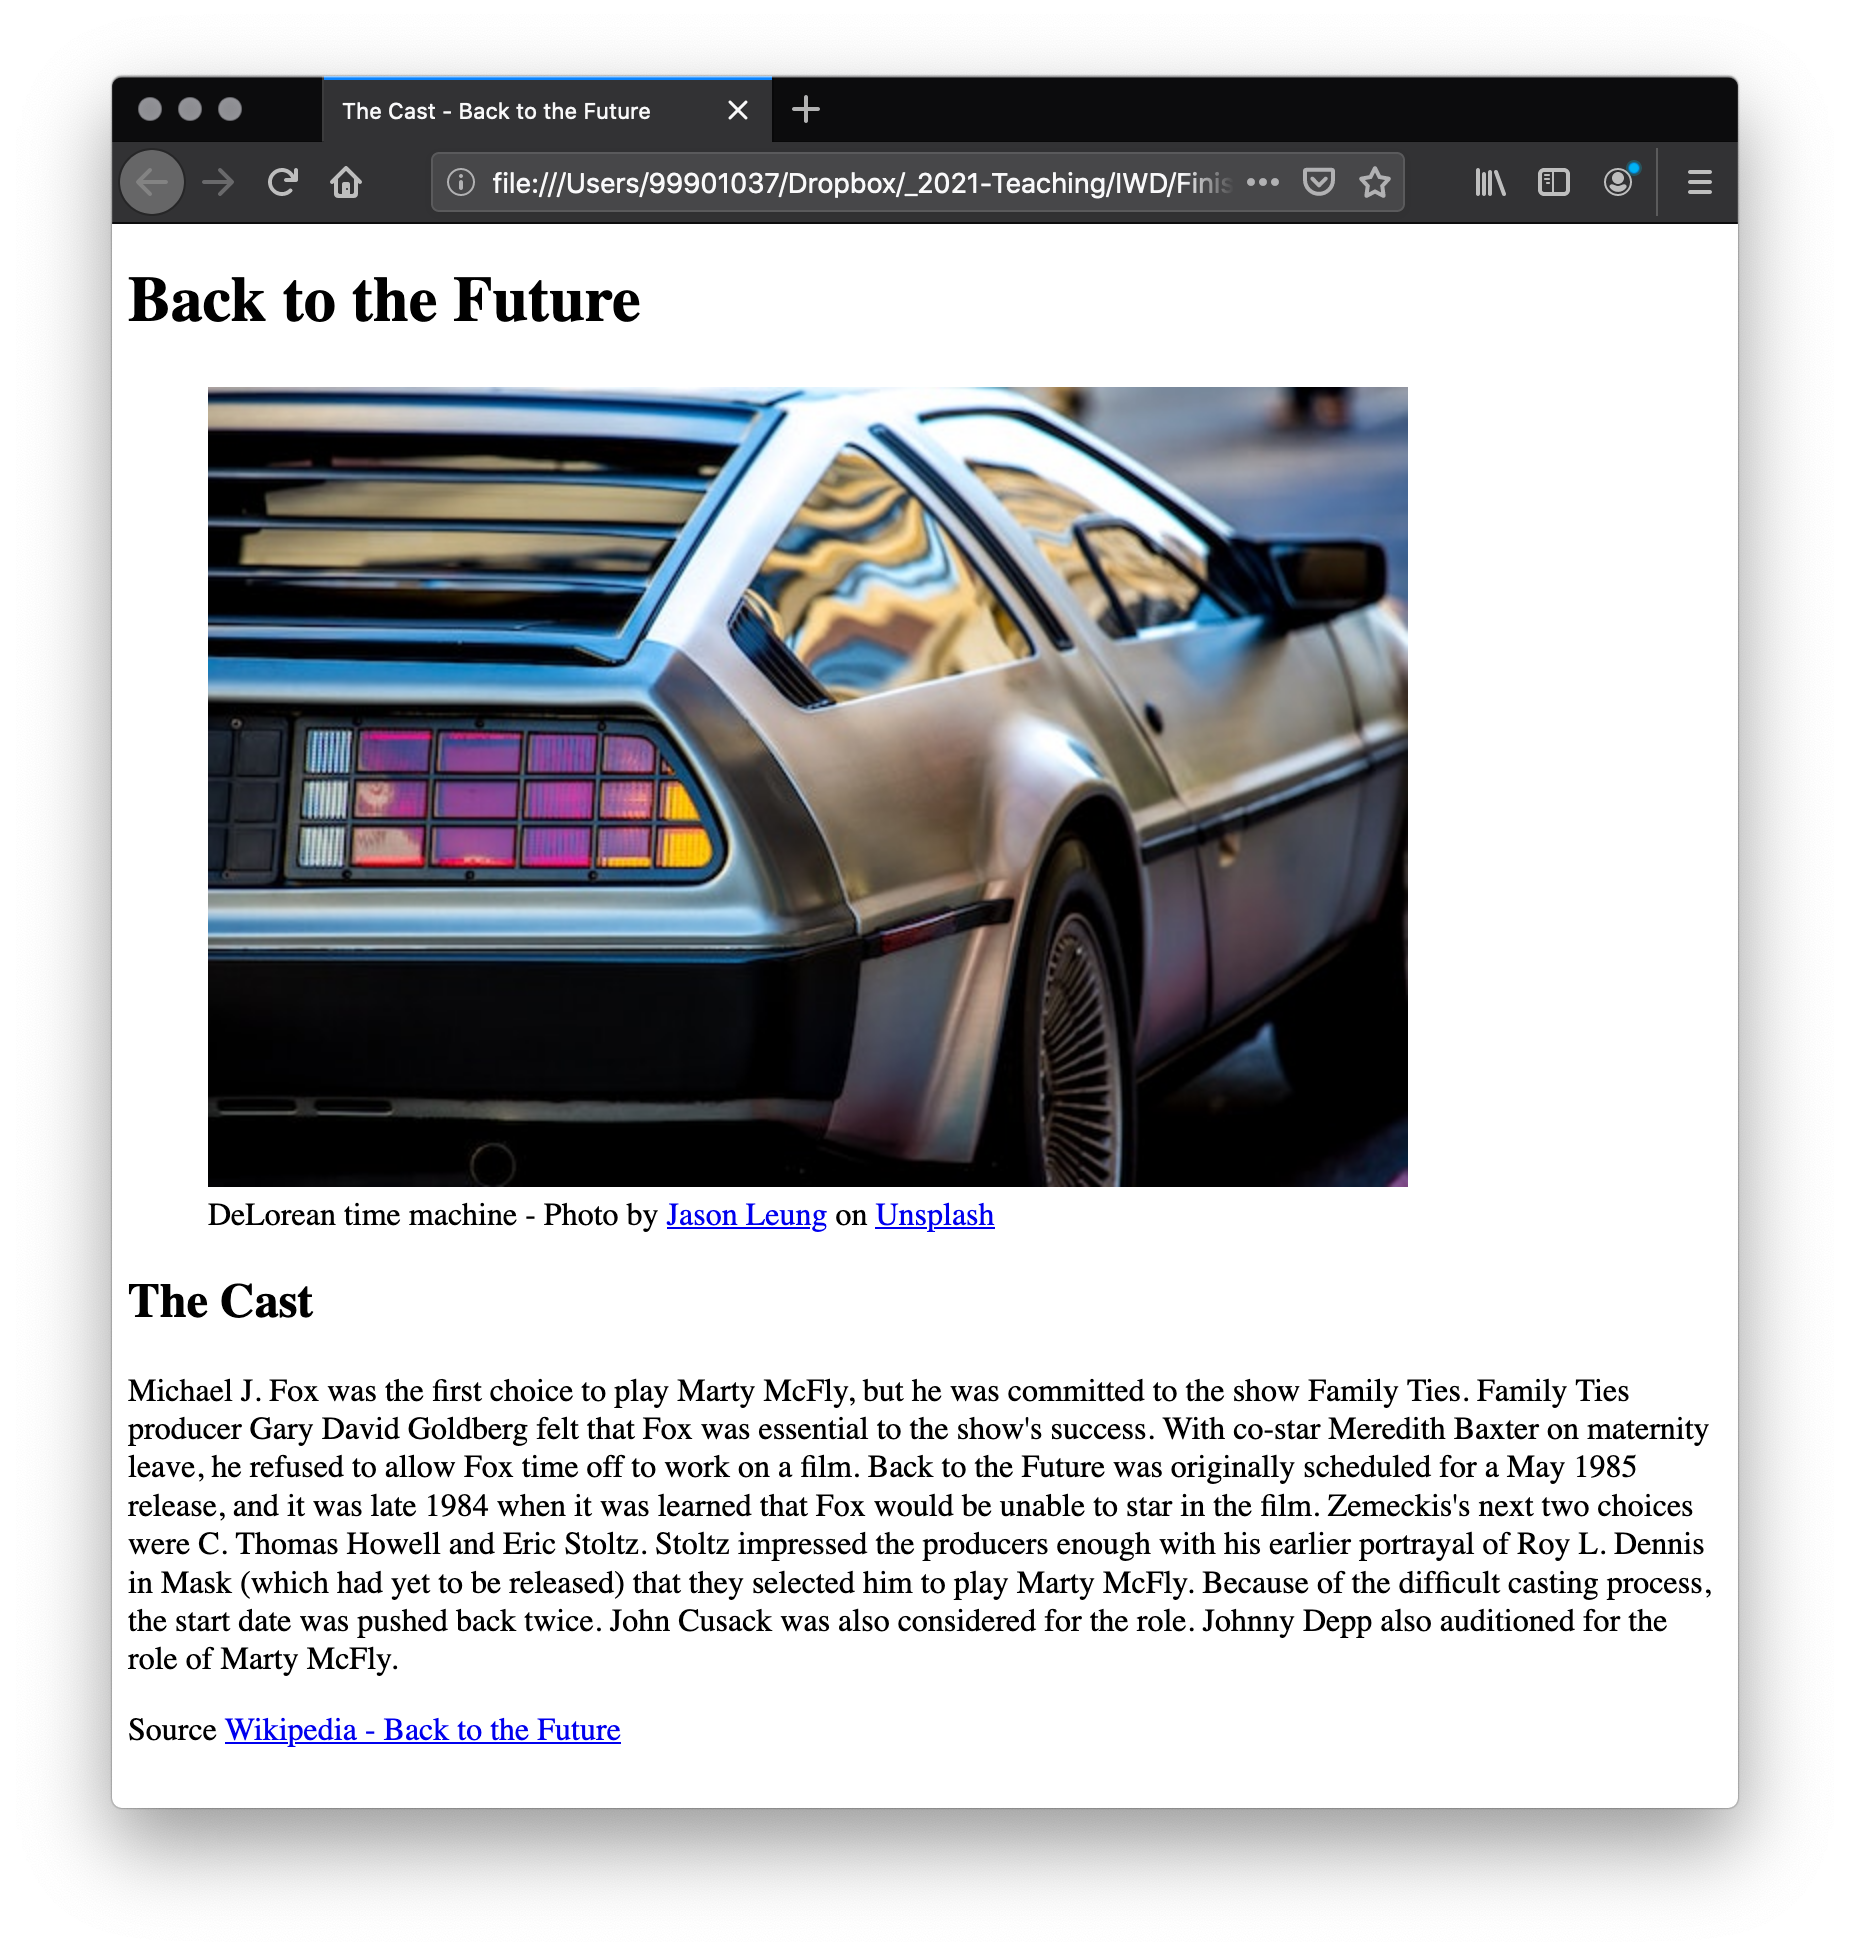 The Cast - Back to the Future
file:///Users/99901037/Dropbox/_2021-Teaching/IWD/Finis
Back to the Future
DeLorean time machine - Photo by Jason Leung on Unsplash
The Cast
Michael J. Fox was the first choice to play Marty McFly, but he was committed to the show Family Ties. Family Ties
producer Gary David Goldberg felt that Fox was essential to the show's success. With co-star Meredith Baxter on maternity
leave, he refused to allow Fox time off to work on a film. Back to the Future was originally scheduled for a May 1985
release, and it was late 1984 when it was learned that Fox would be unable to star in the film. Zemeckis's next two choices
were C. Thomas Howell and Eric Stoltz. Stoltz impressed the producers enough with his earlier portrayal of Roy L. Dennis
in Mask (which had yet to be released) that they selected him to play Marty McFly. Because of the difficult casting process,
the start date was pushed back twice. John Cusack was also considered for the role. Johnny Depp also auditioned for the
role of Marty McFly.
Source Wikipedia - Back to the Future